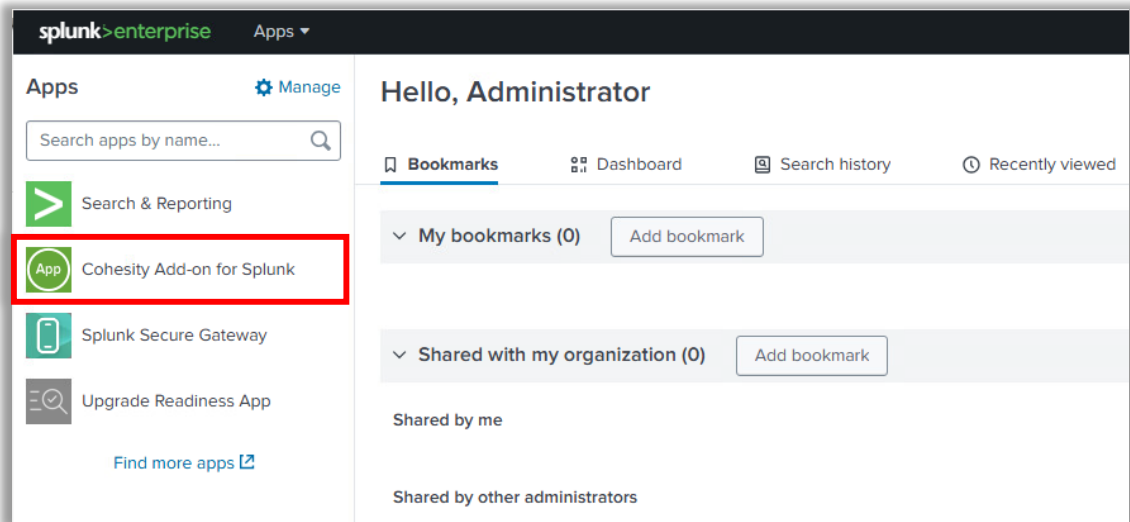 splunk>enterprise Apps
Apps Manage
Search apps by name...
Search & Reporting
App Cohesity Add-on for Splunk
Splunk Secure Gateway
Upgrade Readiness App
Find more apps
Hello, Administrator
Bookmarks Dashboard Search history Recently viewed
My bookmarks (0) Add bookmark
Shared with my organization (0) Add bookmark
Shared by me
Shared by other administrators